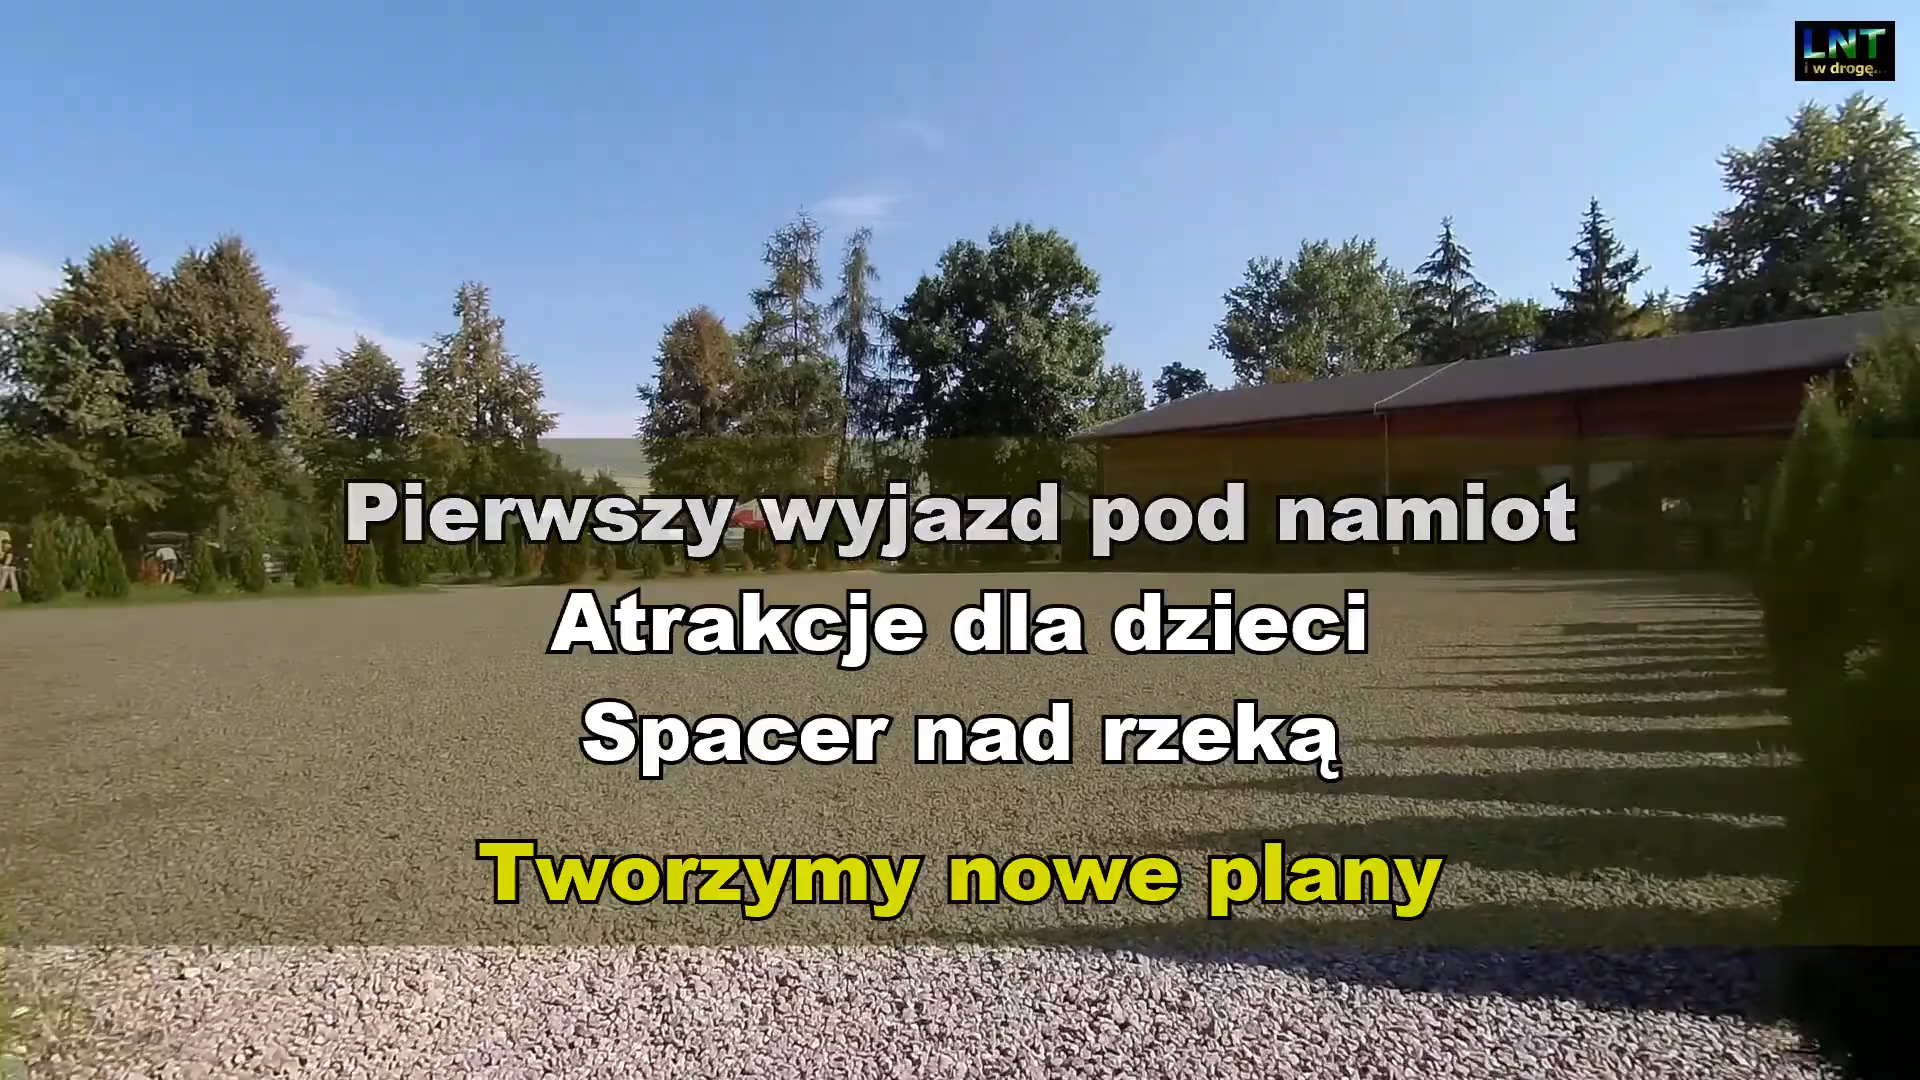 LNT
i w drogę...
Pierwszy wyjazd pod namiot
Atrakcje dla dzieci
Spacer nad rzeką
Tworzymy nowe plany